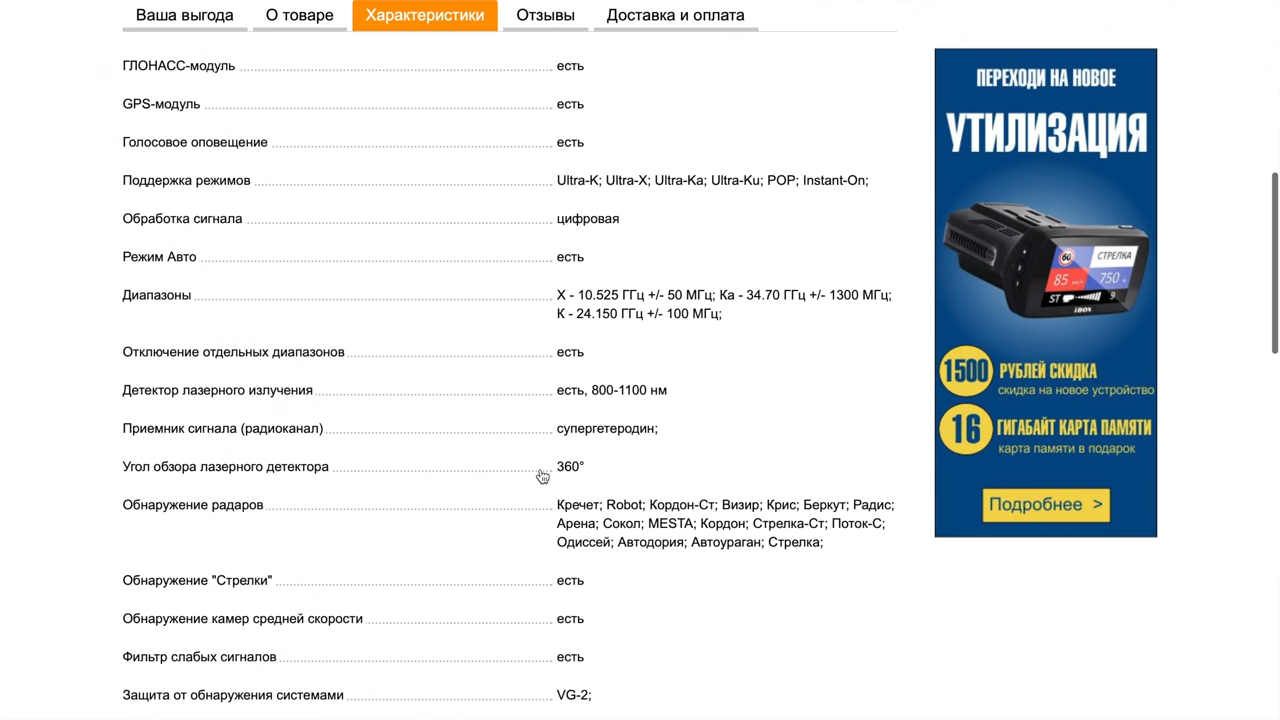 Ваша выгода О товаре Характеристики Отзывы Доставка и оплата
ГЛОНАСС-модуль есть
GPS-модуль есть
Голосовое оповещение есть
Поддержка режимов Ultra-K; Ultra-X; Ultra-Ka; Ultra-Ku; POP; Instant-On;
Обработка сигнала цифровая
Режим Авто есть
Диапазоны X - 10.525 ГГц +/- 50 МГц; Ka - 34.70 ГГц +/- 1300 МГц;
К - 24.150 ГГц +/- 100 МГц;
Отключение отдельных диапазонов есть
Детектор лазерного излучения есть, 800-1100 нм
Приемник сигнала (радиоканал) супергетеродин;
Угол обзора лазерного детектора 360°
Обнаружение радаров Кречет; Robot; Кордон-Ст; Визир; Крис; Беркут; Радис;
Арена; Сокол; MESTA; Кордон; Стрелка-Ст; Поток-С;
Одиссей; Автодория; Автоураган; Стрелка;
Обнаружение "Стрелки" есть
Обнаружение камер средней скорости есть
Фильтр слабых сигналов есть
Защита от обнаружения системами VG-2;
ПЕРЕХОДИ НА НОВОЕ
УТИЛИЗАЦИЯ
60 СТРЕЛКА
85 км/ч 750 м
ST 9
iBOX
1500 РУБЛЕЙ СКИДКА
скидка на новое устройство
16 ГИГАБАЙТ КАРТА ПАМЯТИ
карта памяти в подарок
Подробнее >